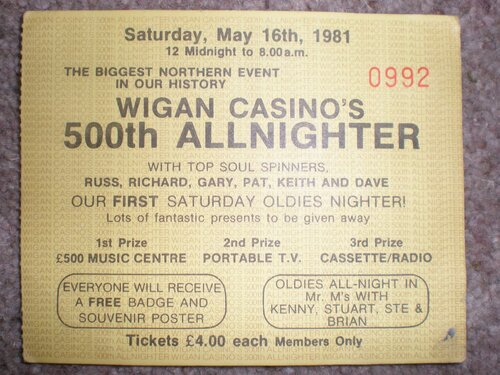 Saturday, May 16th, 1981
12 Midnight to 8.00 a.m.
THE BIGGEST NORTHERN EVENT
IN OUR HISTORY
0992
WIGAN CASINO'S
500th ALLNIGHTER
WITH TOP SOUL SPINNERS,
RUSS, RICHARD, GARY, PAT, KEITH AND DAVE
OUR FIRST SATURDAY OLDIES NIGHTER!
Lots of fantastic presents to be given away
1st Prize 2nd Prize 3rd Prize
£500 MUSIC CENTRE PORTABLE T.V. CASSETTE/RADIO
EVERYONE WILL RECEIVE
A FREE BADGE AND
SOUVENIR POSTER
OLDIES ALL-NIGHT IN
Mr. M's WITH
KENNY, STUART, STE &
BRIAN
Tickets £4.00 each Members Only